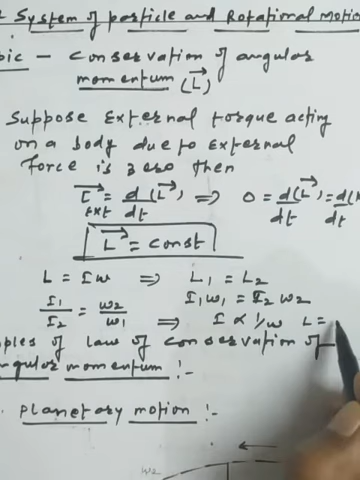 System of particle and Rotational Motion
pic – Conservation of angular
momentum (L⃗)
Suppose External torque acting
on a body due to External
force is zero then
τ⃗ext = d/dt (L⃗) ⇒ 0 = d(L⃗)/dt = d(
L⃗ = const
L = Iω ⇒ L₁ = L₂
I₁/I₂ = ω₂/ω₁ I₁ω₁ = I₂ω₂
⇒ I ∝ 1/ω L =
ples of law of conservation of
ngular momentum :-
Planetary motion :-
ω₂